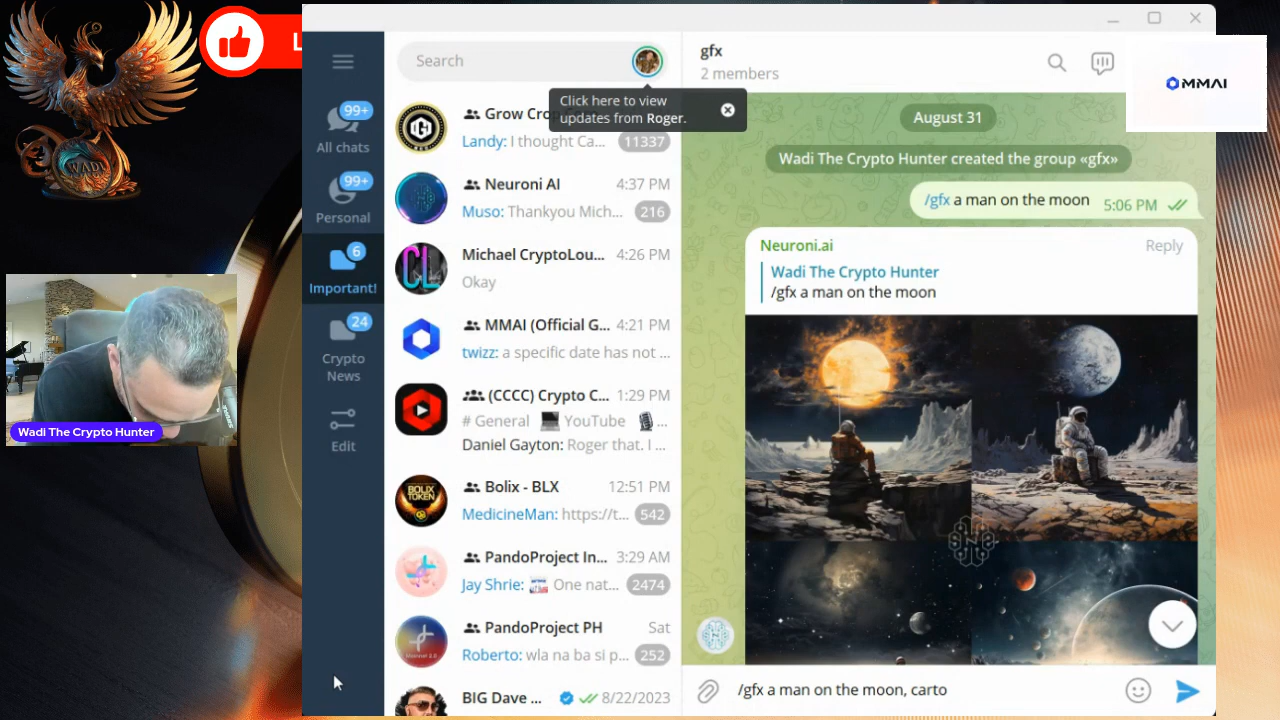 L
WADI
Wadi The Crypto Hunter
99+
All chats
99+
Personal
6
Important!
24
Crypto
News
Edit
Search
Click here to view
updates from Roger.
Grow Cro
Landy: I thought Ca... 11337
Neuroni AI 4:37 PM
Muso: Thankyou Mich... 216
Michael CryptoLou... 4:26 PM
Okay
MMAI (Official G... 4:21 PM
twizz: a specific date has not ...
(CCCC) Crypto C... 1:29 PM
# General YouTube ...
Daniel Gayton: Roger that. I ...
BOLIX
TOKEN
Bolix - BLX 12:51 PM
MedicineMan: https://t... 542
PandoProject In... 3:29 AM
Jay Shrie: One nat... 2474
PandoProject PH Sat
Roberto: wla na ba si p... 252
BIG Dave ... 8/22/2023
gfx
2 members
MMAI
August 31
Wadi The Crypto Hunter created the group «gfx»
/gfx a man on the moon 5:06 PM
Neuroni.ai Reply
Wadi The Crypto Hunter
/gfx a man on the moon
/gfx a man on the moon, carto